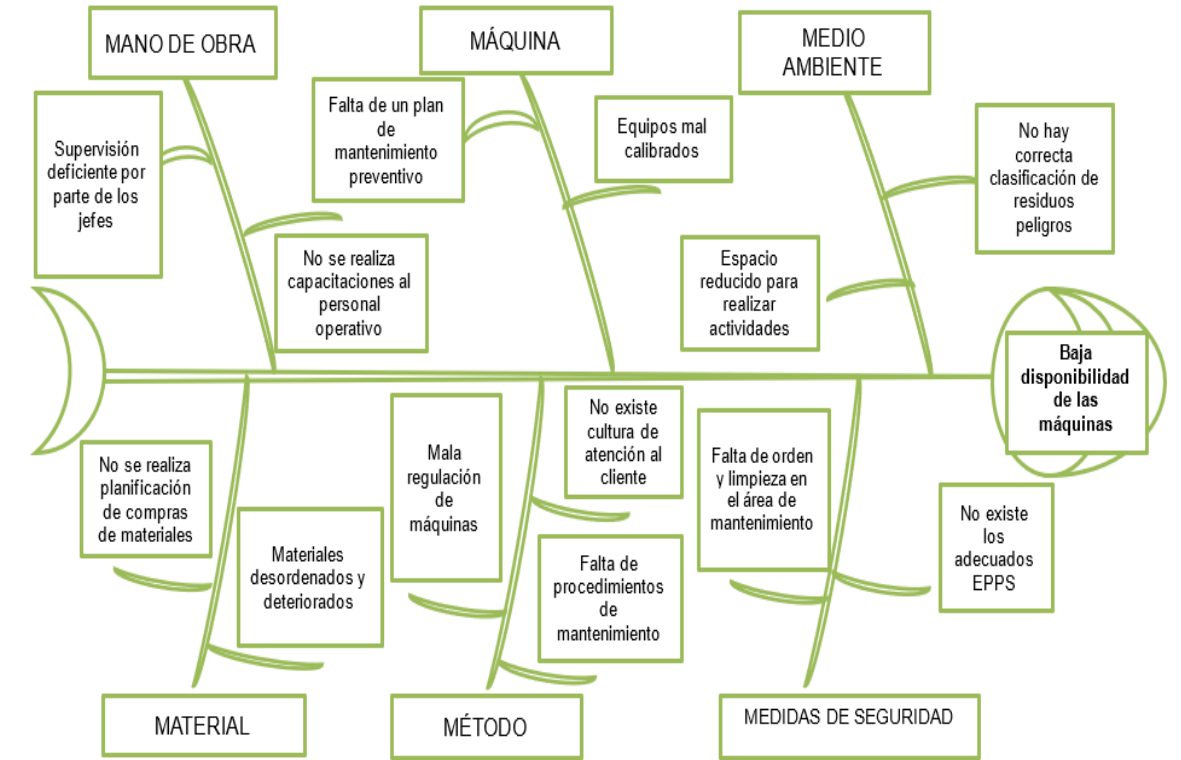 MANO DE OBRA
MÁQUINA
MEDIO
AMBIENTE
Supervisión
deficiente por
parte de los
jefes
No se realiza
capacitaciones al
personal
operativo
Falta de un plan
de
mantenimiento
preventivo
Equipos mal
calibrados
Espacio
reducido para
realizar
actividades
No hay
correcta
clasificación de
residuos
peligros
Baja
disponibilidad
de las
máquinas
No se realiza
planificación
de compras
de materiales
Materiales
desordenados y
deteriorados
Mala
regulación
de
máquinas
No existe
cultura de
atención al
cliente
Falta de
procedimientos
de
mantenimiento
Falta de orden
y limpieza en
el área de
mantenimiento
No existe
los
adecuados
EPPS
MATERIAL
MÉTODO
MEDIDAS DE SEGURIDAD